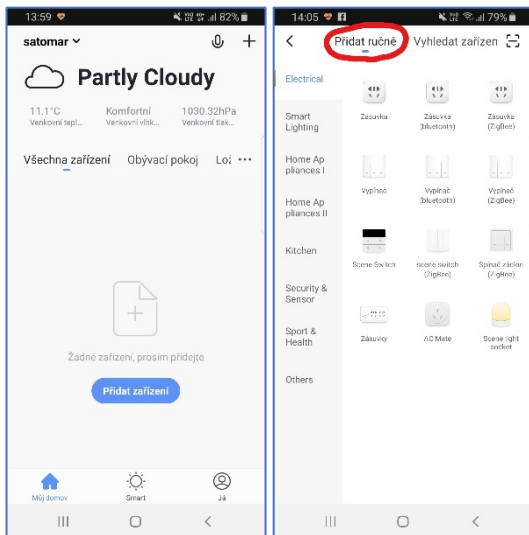 13:59
82%
satomar
Partly Cloudy
11.1°C Komfortní 1030.32hPa
Venkovní tepl... Venkovní vlhk... Venkovní tlak...
Všechna zařízení Obývací pokoj Lož
Žádné zařízení, prosím přidejte
Přidat zařízení
Můj domov Smart Já
14:05
79%
Přidat ručně Vyhledat zařízen
Electrical
Smart
Lighting
Home Ap
pliances I
Home Ap
pliances II
Kitchen
Security &
Sensor
Sport &
Health
Others
Zásuvka
Zásuvka
(bluetooth)
Zásuvka
(ZigBee)
Vypínač
Vypínač
(bluetooth)
Vypínač
(ZigBee)
Scene Switch
scene switch
(ZigBee)
Spínač záclon
(ZigBee)
Zásuvky
AC Mate
Scene light
socket